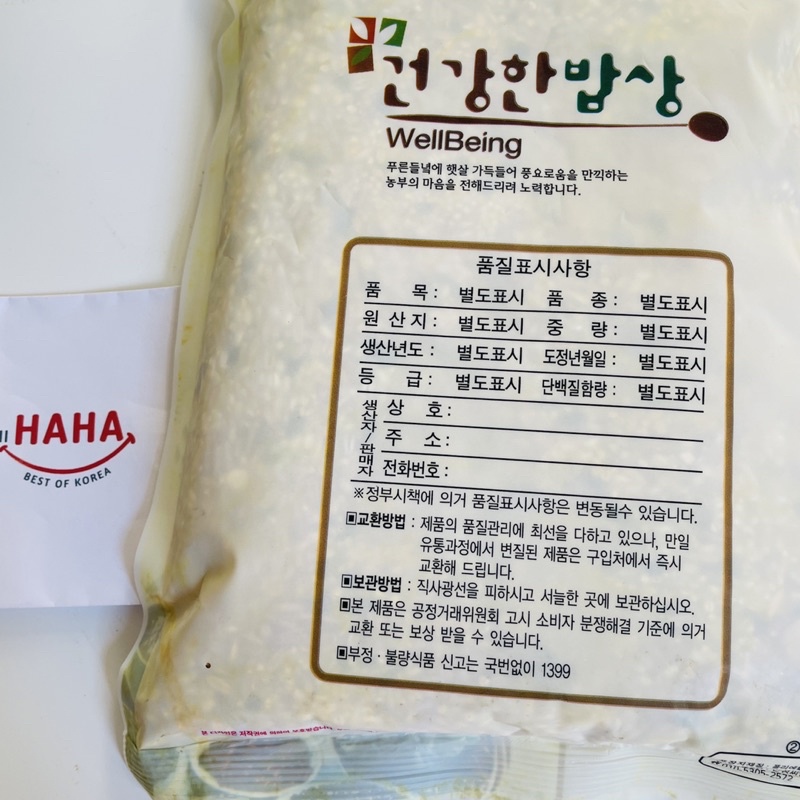 건강한밥상
WellBeing
푸른들녘에 햇살 가득들어 풍요로움을 만끽하는
농부의 마음을 전해드리려 노력합니다.
품질표시사항
품 목 : 별도표시 품 종 : 별도표시
원 산 지 : 별도표시 중 량 : 별도표시
생산년도 : 별도표시 도정년월일 : 별도표시
등 급 : 별도표시 단백질함량 : 별도표시
생산자/판매자
상 호 :
주 소 :
전화번호 :
※정부시책에 의거 품질표시사항은 변동될수 있습니다.
▣교환방법 : 제품의 품질관리에 최선을 다하고 있으나, 만일
유통과정에서 변질된 제품은 구입처에서 즉시
교환해 드립니다.
▣보관방법 : 직사광선을 피하시고 서늘한 곳에 보관하십시오.
▣본 제품은 공정거래위원회 고시 소비자 분쟁해결 기준에 의거
교환 또는 보상 받을 수 있습니다.
▣부정·불량식품 신고는 국번없이 1399
HAHA
BEST OF KOREA
②